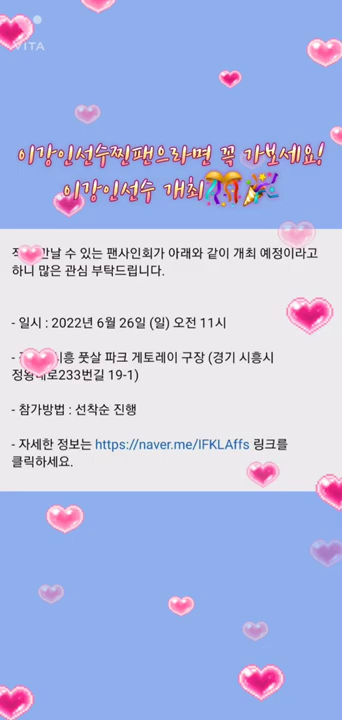 VITA
이강인선수찐팬으라면 꼭 가보세요!
이강인선수 개최
만날 수 있는 팬사인회가 아래와 같이 개최 예정이라고
하니 많은 관심 부탁드립니다.
- 일시 : 2022년 6월 26일 (일) 오전 11시
시흥 풋살 파크 게토레이 구장 (경기 시흥시
정왕대로233번길 19-1)
- 참가방법 : 선착순 진행
- 자세한 정보는 https://naver.me/IFKLAffs 링크를
클릭하세요.